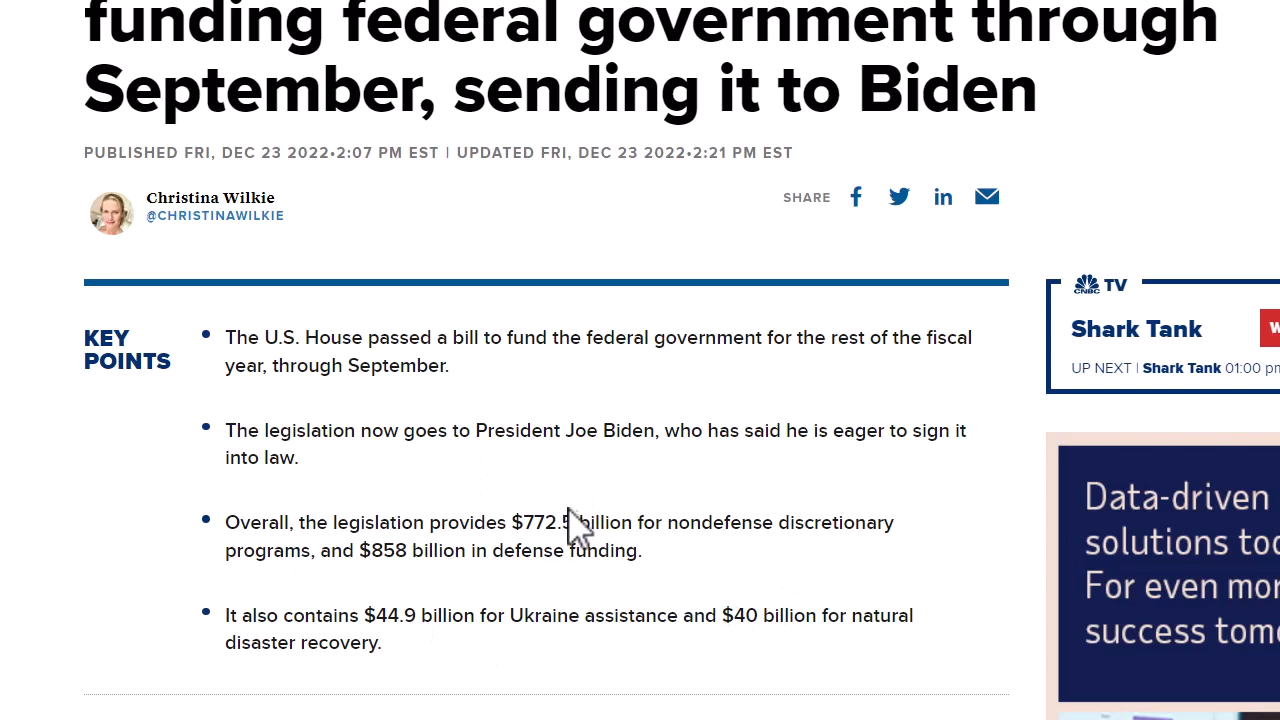 funding federal government through
September, sending it to Biden
PUBLISHED FRI, DEC 23 2022•2:07 PM EST | UPDATED FRI, DEC 23 2022•2:21 PM EST
Christina Wilkie
@CHRISTINAWILKIE
SHARE
KEY
POINTS
The U.S. House passed a bill to fund the federal government for the rest of the fiscal
year, through September.
The legislation now goes to President Joe Biden, who has said he is eager to sign it
into law.
Overall, the legislation provides $772.5 billion for nondefense discretionary
programs, and $858 billion in defense funding.
It also contains $44.9 billion for Ukraine assistance and $40 billion for natural
disaster recovery.
CNBC TV
Shark Tank
UP NEXT | Shark Tank 01:00 pm
Data-driven
solutions
For even
success